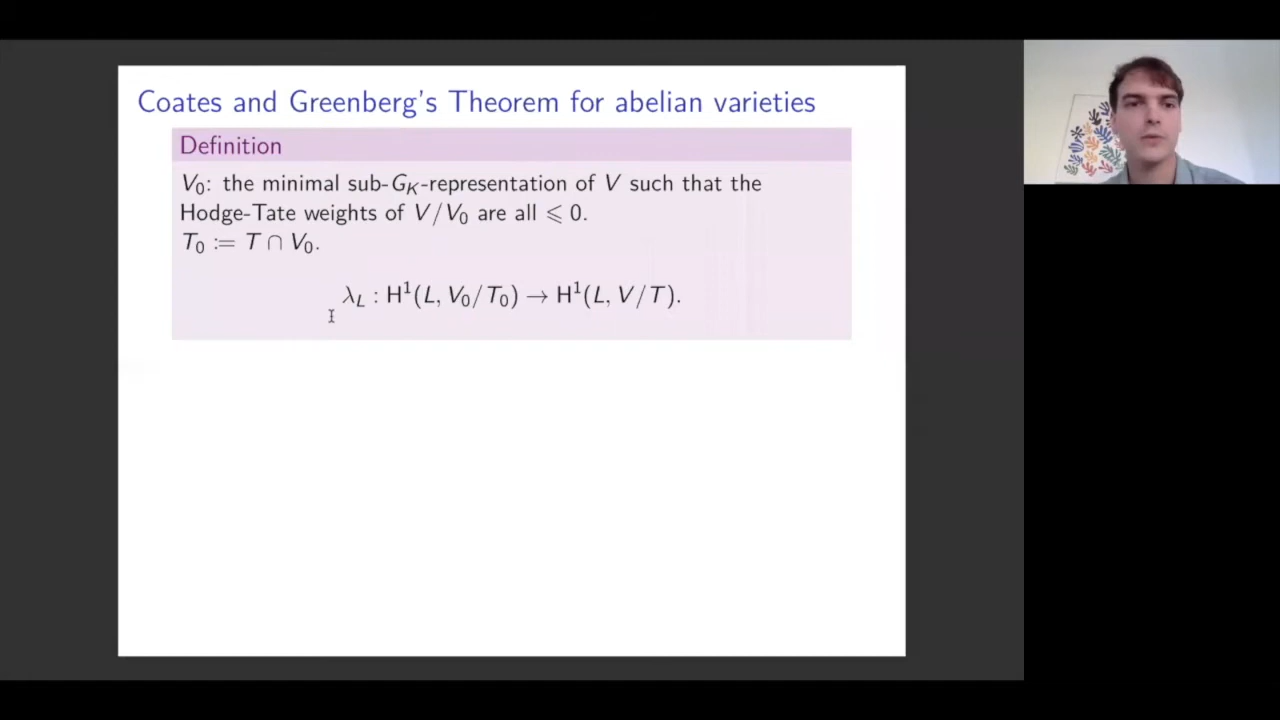 Coates and Greenberg's Theorem for abelian varieties
Definition
V₀: the minimal sub-G_K-representation of V such that the
Hodge-Tate weights of V/V₀ are all ⩽ 0.
T₀ := T ∩ V₀.
λ_L : H¹(L, V₀/T₀) → H¹(L, V/T).